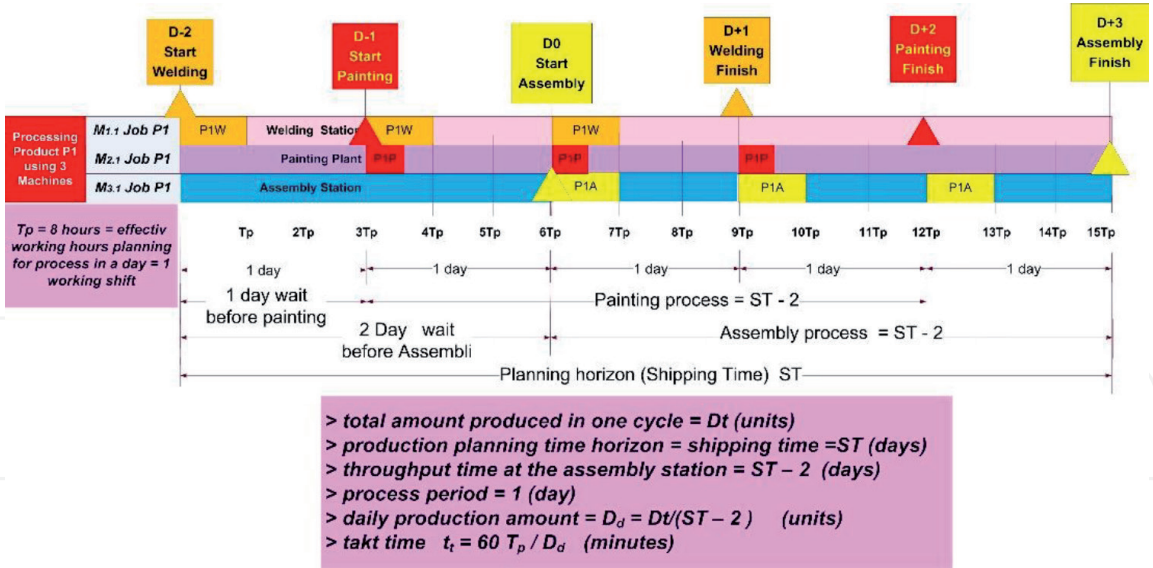 D-2
Start
Welding
D-1
Start
Painting
D0
Start
Assembly
D+1
Welding
Finish
D+2
Painting
Finish
D+3
Assembly
Finish
Processing
Product P1
using 3
Machines
M1.1 Job P1
P1W
Welding Station
P1W
P1W
M2.1 Job P1
Painting Plant
P1P
P1P
P1P
M3.1 Job P1
Assembly Station
P1A
P1A
P1A
Tp = 8 hours = effectiv
working hours planning
for process in a day = 1
working shift
Tp 2Tp 3Tp 4Tp 5Tp 6Tp 7Tp 8Tp 9Tp 10Tp 11Tp 12Tp 13Tp 14Tp 15Tp
1 day 1 day 1 day 1 day 1 day
1 day wait
before painting
Painting process = ST - 2
2 Day wait
before Assembli
Assembly process = ST - 2
Planning horizon (Shipping Time) ST
> total amount produced in one cycle = Dt (units)
> production planning time horizon = shipping time =ST (days)
> throughput time at the assembly station = ST – 2 (days)
> process period = 1 (day)
> daily production amount = Dd = Dt/(ST – 2 ) (units)
> takt time tt = 60 Tp / Dd (minutes)